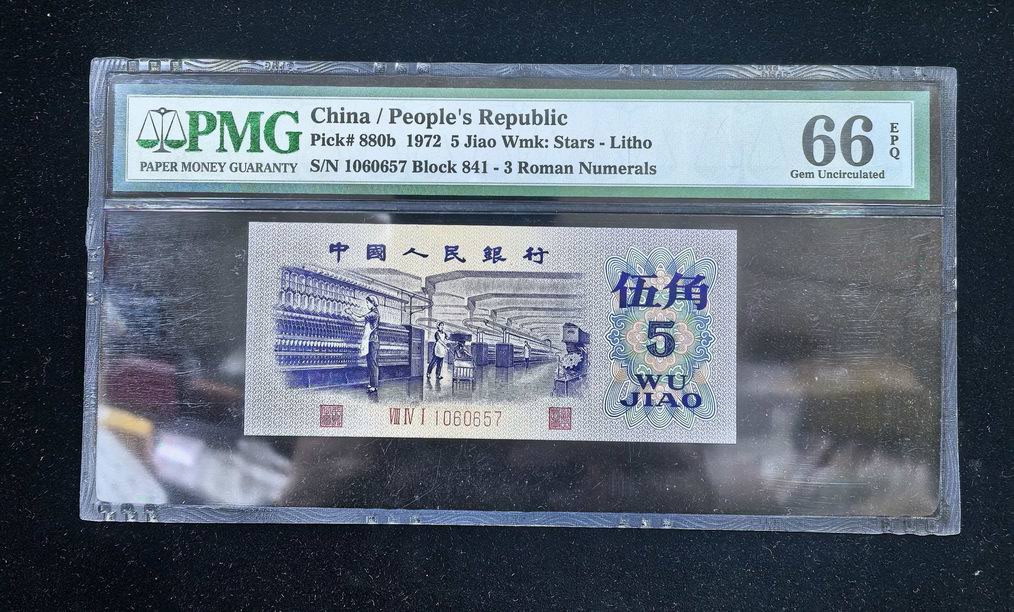 PMG
PAPER MONEY GUARANTY
China / People's Republic
Pick# 880b 1972 5 Jiao Wmk: Stars - Litho
S/N 1060657 Block 841 - 3 Roman Numerals
66
EPQ
Gem Uncirculated
中國人民銀行
伍角
5
WU
JIAO
VIII IV I 1060657